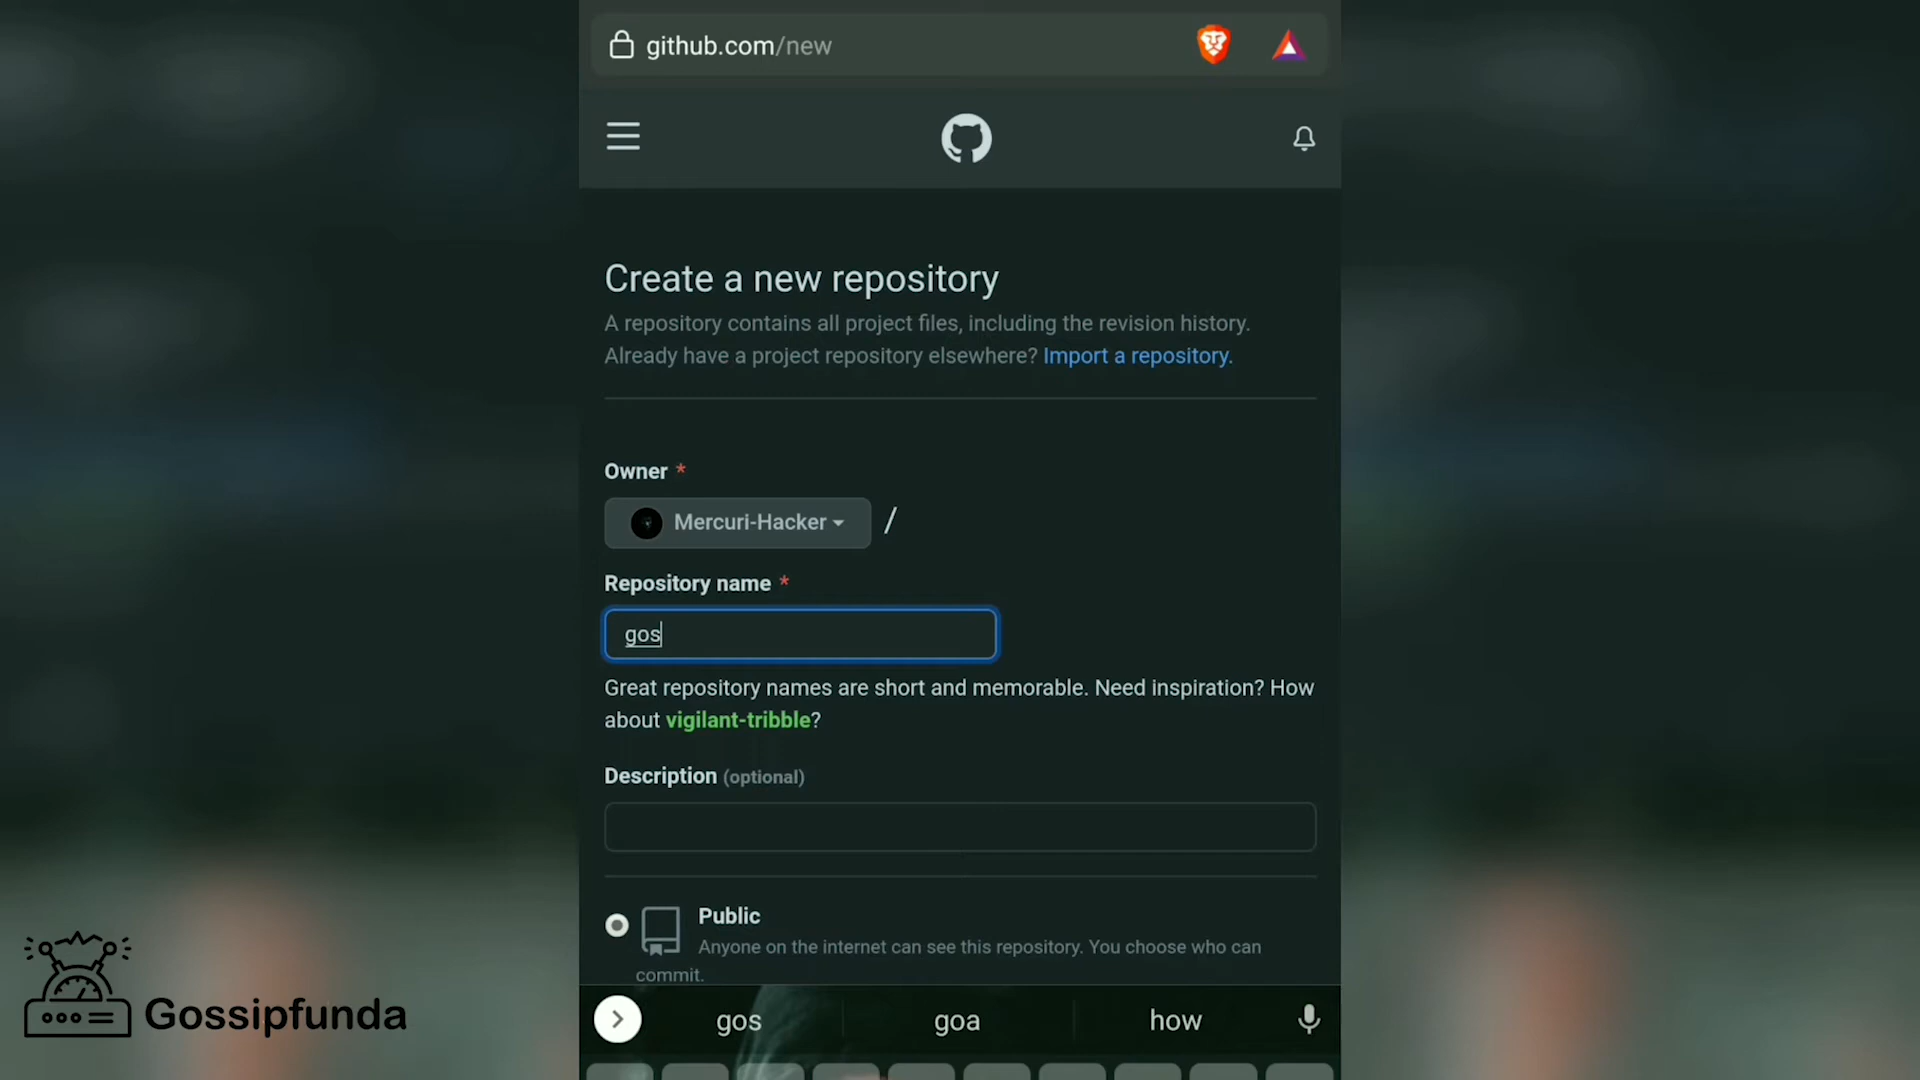 github.com/new
Create a new repository
A repository contains all project files, including the revision history.
Already have a project repository elsewhere? Import a repository.
Owner *
Mercuri-Hacker /
Repository name *
gos
Great repository names are short and memorable. Need inspiration? How
about vigilant-tribble?
Description (optional)
Public
Anyone on the internet can see this repository. You choose who can
commit.
gos goa how
Gossipfunda